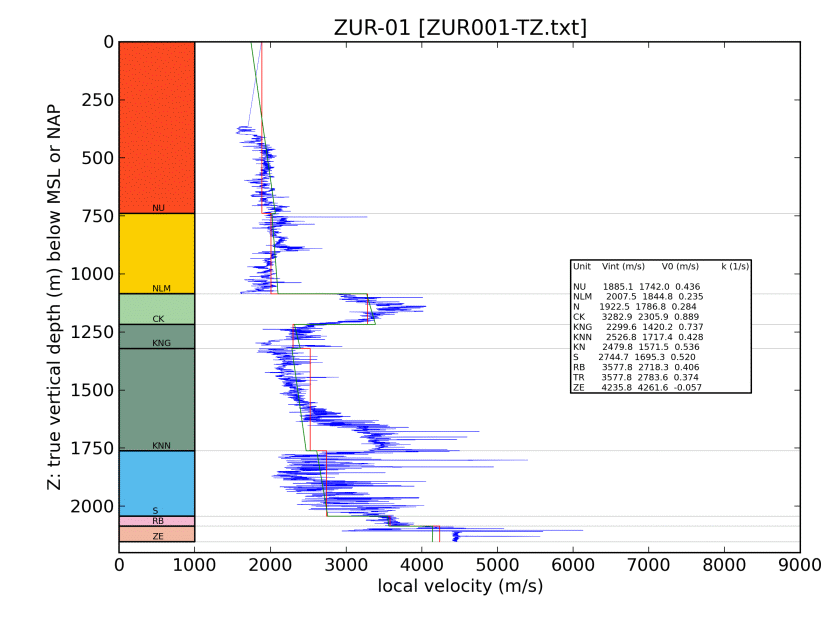 ZUR-01 [ZUR001-TZ.txt]
Z: true vertical depth (m) below MSL or NAP
0
250
500
750
1000
1250
1500
1750
2000
NU
NLM
CK
KNG
KNN
S
RB
ZE
Unit Vint (m/s) V0 (m/s) k (1/s)
NU 1885.1 1742.0 0.436
NLM 2007.5 1844.8 0.235
N 1922.5 1786.8 0.284
CK 3282.9 2305.9 0.889
KNG 2299.6 1420.2 0.737
KNN 2526.8 1717.4 0.428
KN 2479.8 1571.5 0.536
S 2744.7 1695.3 0.520
RB 3577.8 2718.3 0.406
TR 3577.8 2783.6 0.374
ZE 4235.8 4261.6 -0.057
0 1000 2000 3000 4000 5000 6000 7000 8000 9000
local velocity (m/s)